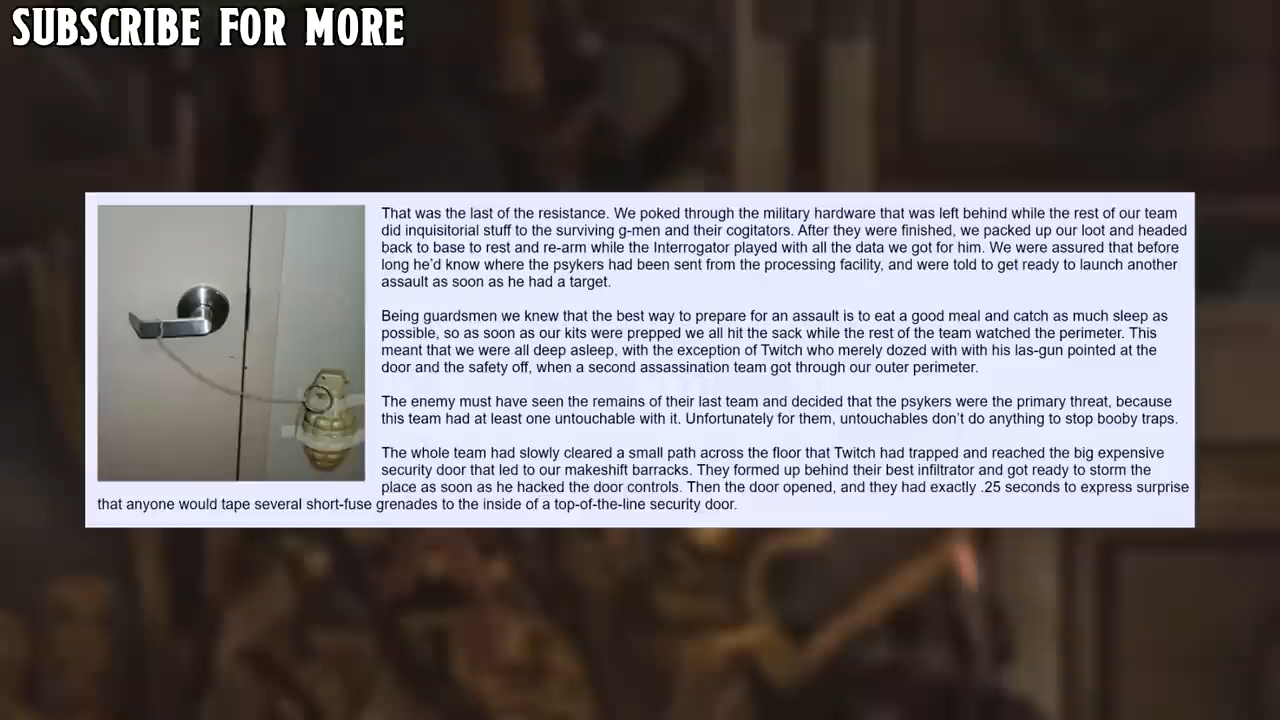 SUBSCRIBE FOR MORE
That was the last of the resistance. We poked through the military hardware that was left behind while the rest of our team
did inquisitorial stuff to the surviving g-men and their cogitators. After they were finished, we packed up our loot and headed
back to base to rest and re-arm while the Interrogator played with all the data we got for him. We were assured that before
long he'd know where the psykers had been sent from the processing facility, and were told to get ready to launch another
assault as soon as he had a target.
Being guardsmen we knew that the best way to prepare for an assault is to eat a good meal and catch as much sleep as
possible, so as soon as our kits were prepped we all hit the sack while the rest of the team watched the perimeter. This
meant that we were all deep asleep, with the exception of Twitch who merely dozed with with his las-gun pointed at the
door and the safety off, when a second assassination team got through our outer perimeter.
The enemy must have seen the remains of their last team and decided that the psykers were the primary threat, because
this team had at least one untouchable with it. Unfortunately for them, untouchables don't do anything to stop booby traps.
The whole team had slowly cleared a small path across the floor that Twitch had trapped and reached the big expensive
security door that led to our makeshift barracks. They formed up behind their best infiltrator and got ready to storm the
place as soon as he hacked the door controls. Then the door opened, and they had exactly .25 seconds to express surprise
that anyone would tape several short-fuse grenades to the inside of a top-of-the-line security door.